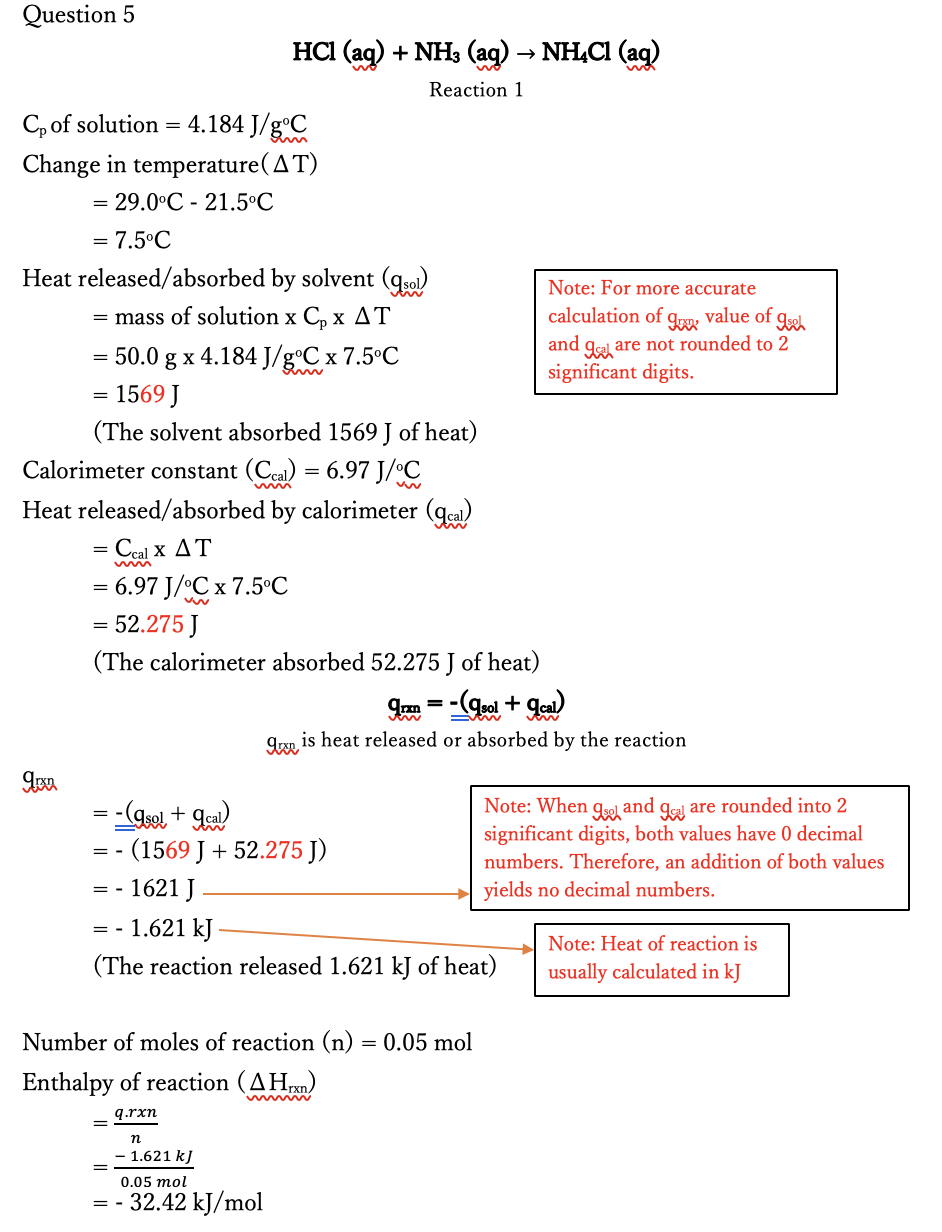 Question 5
HCl (aq) + NH₃ (aq) → NH₄Cl (aq)
Reaction 1
Cₚ of solution = 4.184 J/g°C
Change in temperature(ΔT)
= 29.0°C - 21.5°C
= 7.5°C
Heat released/absorbed by solvent (qsol)
= mass of solution x Cₚ x ΔT
= 50.0 g x 4.184 J/g°C x 7.5°C
= 1569 J
(The solvent absorbed 1569 J of heat)
Note: For more accurate
calculation of qrxn, value of qsol
and qcal are not rounded to 2
significant digits.
Calorimeter constant (Ccal) = 6.97 J/°C
Heat released/absorbed by calorimeter (qcal)
= Ccal x ΔT
= 6.97 J/°C x 7.5°C
= 52.275 J
(The calorimeter absorbed 52.275 J of heat)
qrxn = -(qsol + qcal)
qrxn is heat released or absorbed by the reaction
qrxn
= -(qsol + qcal)
= - (1569 J + 52.275 J)
= - 1621 J
= - 1.621 kJ
(The reaction released 1.621 kJ of heat)
Note: When qsol and qcal are rounded into 2
significant digits, both values have 0 decimal
numbers. Therefore, an addition of both values
yields no decimal numbers.
Note: Heat of reaction is
usually calculated in kJ
Number of moles of reaction (n) = 0.05 mol
Enthalpy of reaction (ΔHrxn)
= q.rxn / n
= − 1.621 kJ / 0.05 mol
= - 32.42 kJ/mol